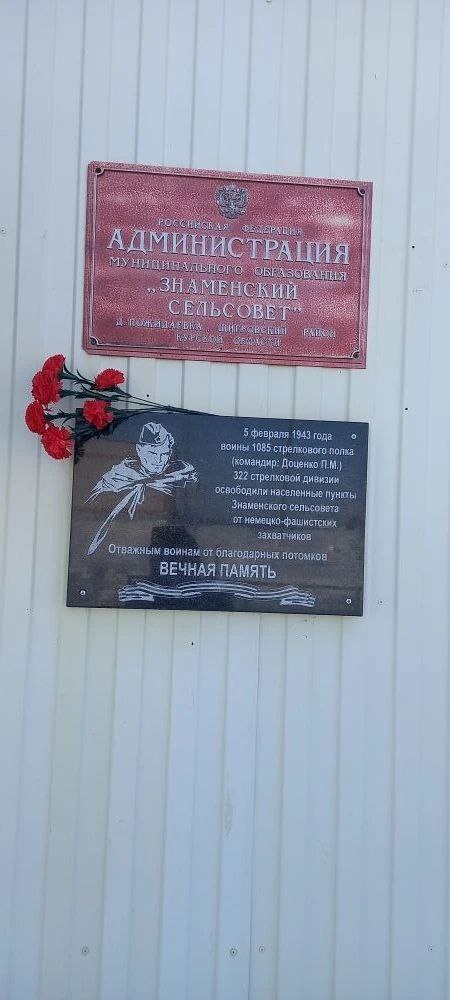 РОССИЙСКАЯ ФЕДЕРАЦИЯ
АДМИНИСТРАЦИЯ
МУНИЦИПАЛЬНОГО ОБРАЗОВАНИЯ
„ЗНАМЕНСКИЙ
СЕЛЬСОВЕТ"
Д. ПОЖИДАЕВКА ЩИГРОВСКИЙ РАЙОН
КУРСКОЙ ОБЛАСТИ
5 февраля 1943 года
воины 1085 стрелкового полка
(командир: Доценко П.М.)
322 стрелковой дивизии
освободили населенные пункты
Знаменского сельсовета
от немецко-фашистских
захватчиков
Отважным воинам от благодарных потомков
ВЕЧНАЯ ПАМЯТЬ